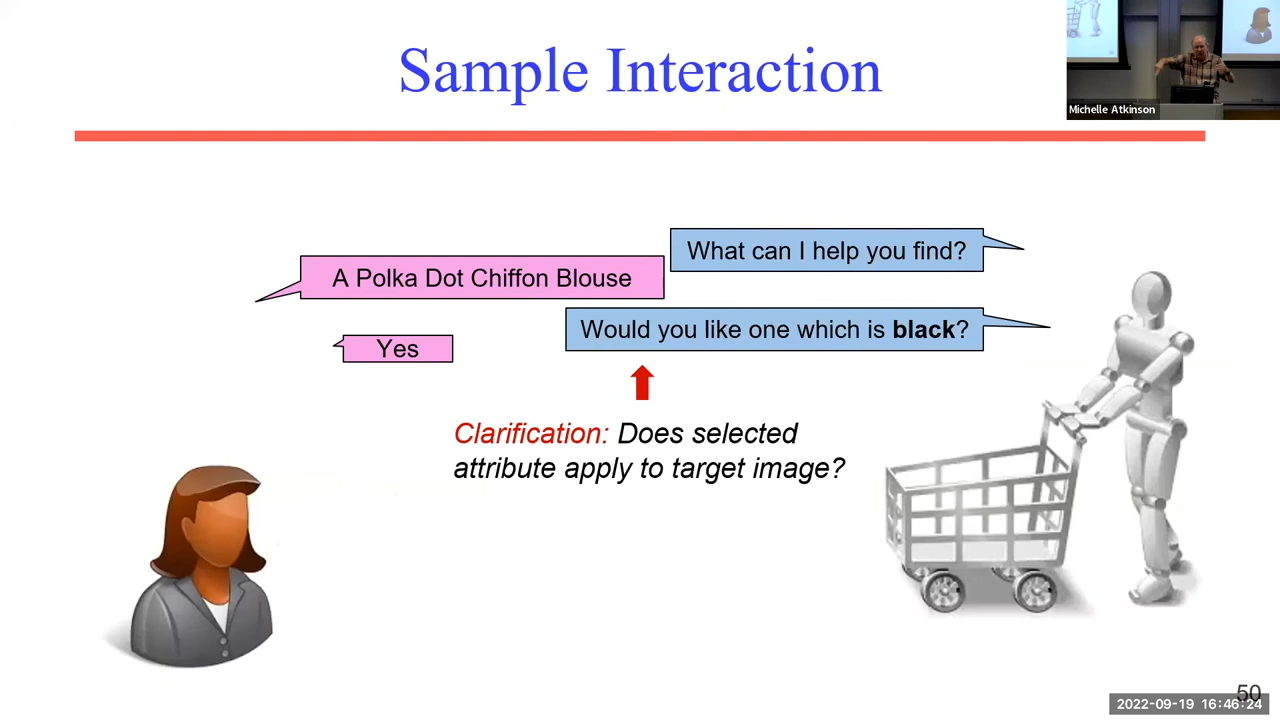 Sample Interaction
Michelle Atkinson
What can I help you find?
A Polka Dot Chiffon Blouse
Would you like one which is black?
Yes
Clarification: Does selected
attribute apply to target image?
50
2022-09-19 16:46:24